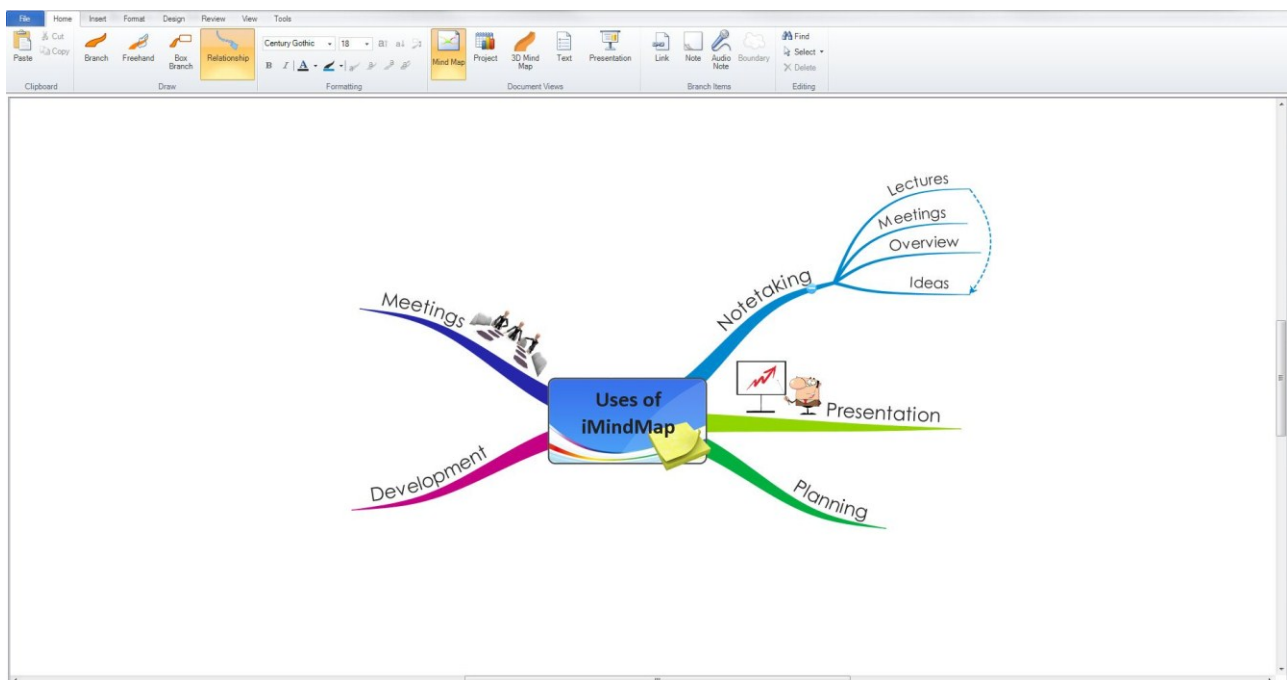 File Home Insert Format Design Review View Tools
Cut
Copy
Paste
Clipboard
Branch Freehand Box Branch Relationship
Draw
Century Gothic 18
B I A
Formatting
Mind Map Project 3D Mind Map Text Presentation
Document Views
Link Note Audio Note Boundary
Branch Items
Find
Select
Delete
Editing
Lectures
Meetings
Overview
Ideas
Notetaking
Meetings
Presentation
Uses of
iMindMap
Development
Planning